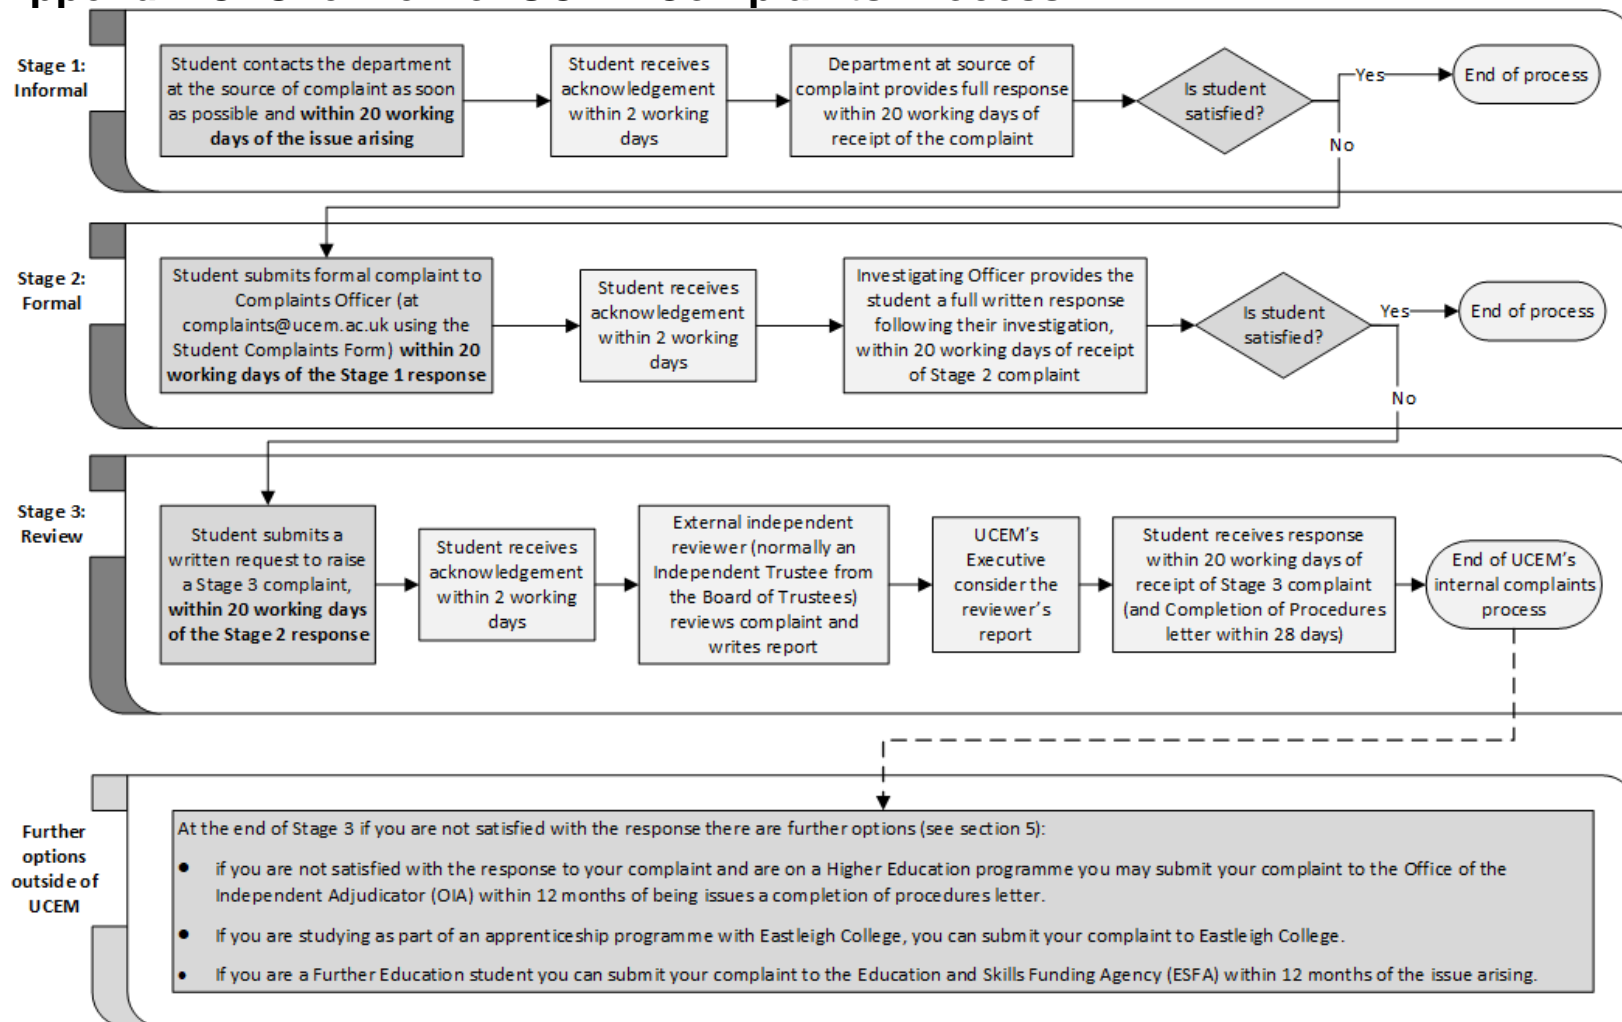 Stage 1:
Informal
Student contacts the department
at the source of complaint as soon
as possible and within 20 working
days of the issue arising
Student receives
acknowledgement
within 2 working
days
Department at source of
complaint provides full response
within 20 working days of
receipt of the complaint
Is student
satisfied?
Yes
End of process
No
Stage 2:
Formal
Student submits formal complaint to
Complaints Officer (at
complaints@ucem.ac.uk using the
Student Complaints Form) within 20
working days of the Stage 1 response
Student receives
acknowledgement
within 2 working
days
Investigating Officer provides the
student a full written response
following their investigation,
within 20 working days of receipt
of Stage 2 complaint
Is student
satisfied?
Yes
End of process
No
Stage 3:
Review
Student submits a
written request to raise
a Stage 3 complaint,
within 20 working days
of the Stage 2 response
Student receives
acknowledgement
within 2 working
days
External independent
reviewer (normally an
Independent Trustee from
the Board of Trustees)
reviews complaint and
writes report
UCEM's
Executive
consider the
reviewer's
report
Student receives response
within 20 working days of
receipt of Stage 3 complaint
(and Completion of Procedures
letter within 28 days)
End of UCEM's
internal complaints
process
Further
options
outside of
UCEM
At the end of Stage 3 if you are not satisfied with the response there are further options (see section 5):
● if you are not satisfied with the response to your complaint and are on a Higher Education programme you may submit your complaint to the Office of the
Independent Adjudicator (OIA) within 12 months of being issues a completion of procedures letter.
● If you are studying as part of an apprenticeship programme with Eastleigh College, you can submit your complaint to Eastleigh College.
● If you are a Further Education student you can submit your complaint to the Education and Skills Funding Agency (ESFA) within 12 months of the issue arising.